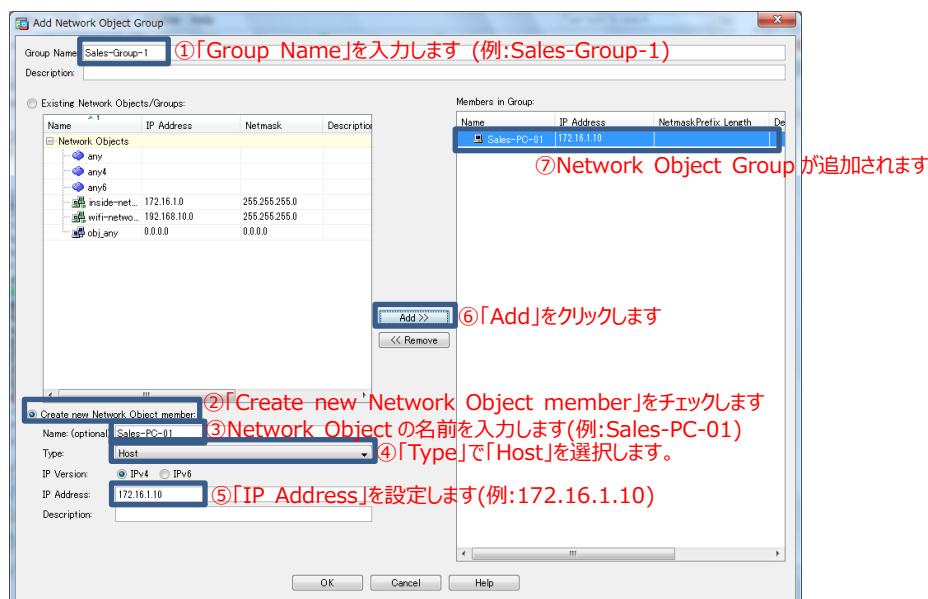 Add Network Object Group
Group Name: Sales-Group-1 ①「Group Name」を入力します (例:Sales-Group-1)
Description:
Existing Network Objects/Groups:
Name IP Address Netmask Description
Network Objects
any
any4
any6
inside-net... 172.16.1.0 255.255.255.0
wifi-netwo... 192.168.10.0 255.255.255.0
obj_any 0.0.0.0 0.0.0.0
Members in Group:
Name IP Address NetmaskPrefix Length De
Sales-PC-01 172.16.1.10
⑦Network Object Group が追加されます
Add >> ⑥「Add」をクリックします
<< Remove
②「Create new Network Object member」をチェックします
Create new Network Object member:
Name: (optional) Sales-PC-01 ③Network Object の名前を入力します(例:Sales-PC-01)
Type: Host ④「Type」で「Host」を選択します。
IP Version: IPv4 IPv6
IP Address: 172.16.1.10 ⑤「IP Address」を設定します(例:172.16.1.10)
Description:
OK Cancel Help